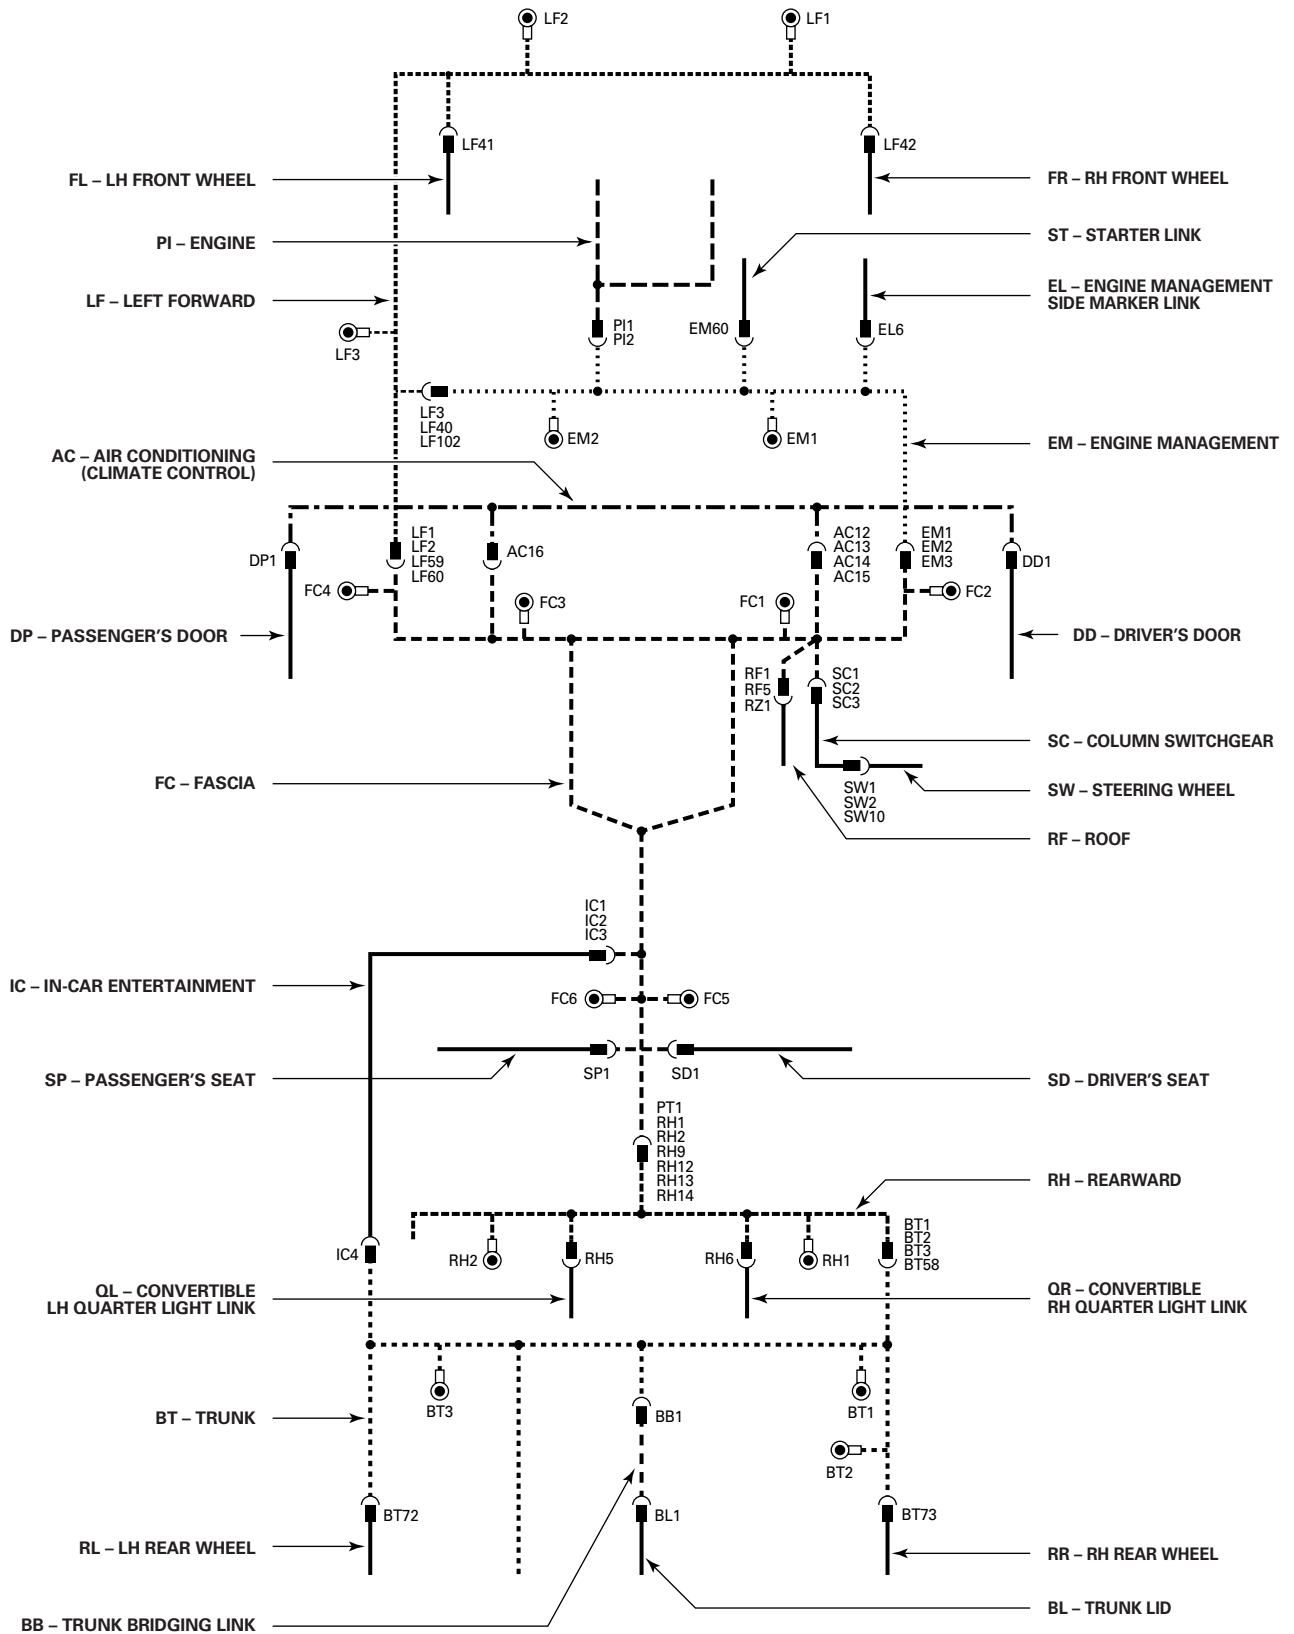 LF2
LF1
LF41
LF42
FL – LH FRONT WHEEL
FR – RH FRONT WHEEL
PI – ENGINE
ST – STARTER LINK
LF – LEFT FORWARD
EL – ENGINE MANAGEMENT
SIDE MARKER LINK
PI1
PI2
EM60
EL6
LF3
LF3
LF40
LF102
EM2
EM1
EM – ENGINE MANAGEMENT
AC – AIR CONDITIONING
(CLIMATE CONTROL)
DP1
LF1
LF2
LF59
LF60
AC16
AC12
AC13
AC14
AC15
EM1
EM2
EM3
DD1
FC4
FC3
FC1
FC2
DP – PASSENGER'S DOOR
DD – DRIVER'S DOOR
RF1
RF5
RZ1
SC1
SC2
SC3
SC – COLUMN SWITCHGEAR
FC – FASCIA
SW1
SW2
SW10
SW – STEERING WHEEL
RF – ROOF
IC1
IC2
IC3
IC – IN-CAR ENTERTAINMENT
FC6
FC5
SP1
SD1
SP – PASSENGER'S SEAT
SD – DRIVER'S SEAT
PT1
RH1
RH2
RH9
RH12
RH13
RH14
RH – REARWARD
IC4
RH2
RH5
RH6
RH1
BT1
BT2
BT3
BT58
QL – CONVERTIBLE
LH QUARTER LIGHT LINK
QR – CONVERTIBLE
RH QUARTER LIGHT LINK
BT3
BT1
BT – TRUNK
BB1
BT2
BT72
BL1
BT73
RL – LH REAR WHEEL
RR – RH REAR WHEEL
BB – TRUNK BRIDGING LINK
BL – TRUNK LID